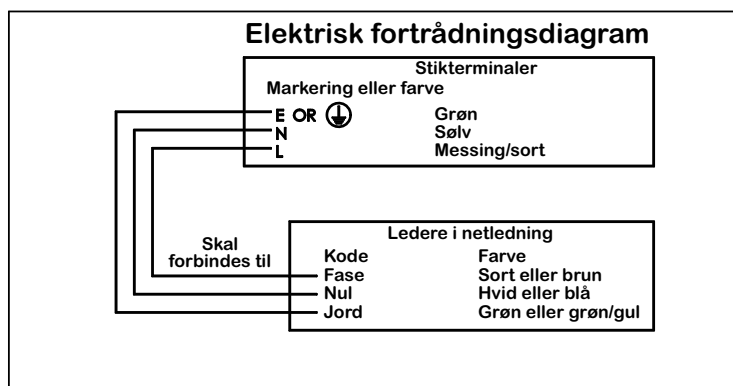 Elektrisk fortrådningsdiagram
Stikterminaler
Markering eller farve
E OR Grøn
N Sølv
L Messing/sort
Skal
forbindes til
Ledere i netledning
Kode Farve
Fase Sort eller brun
Nul Hvid eller blå
Jord Grøn eller grøn/gul